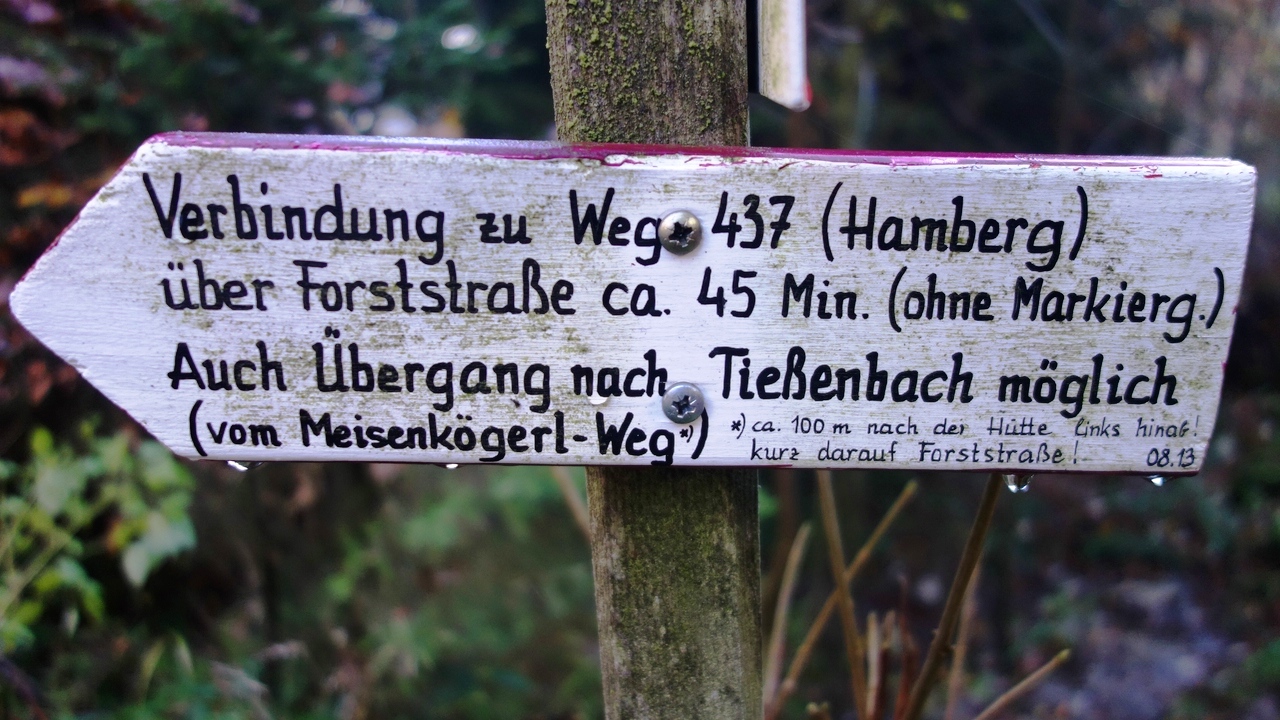 Verbindung zu Weg 437 (Hamberg)
über Forststraße ca. 45 Min. (ohne Markierg.)
Auch Übergang nach Tießenbach möglich
(vom Meisenkögerl-Weg*))
*) ca. 100 m nach der Hütte links hinab!
kurz darauf Forststraße!
08.13